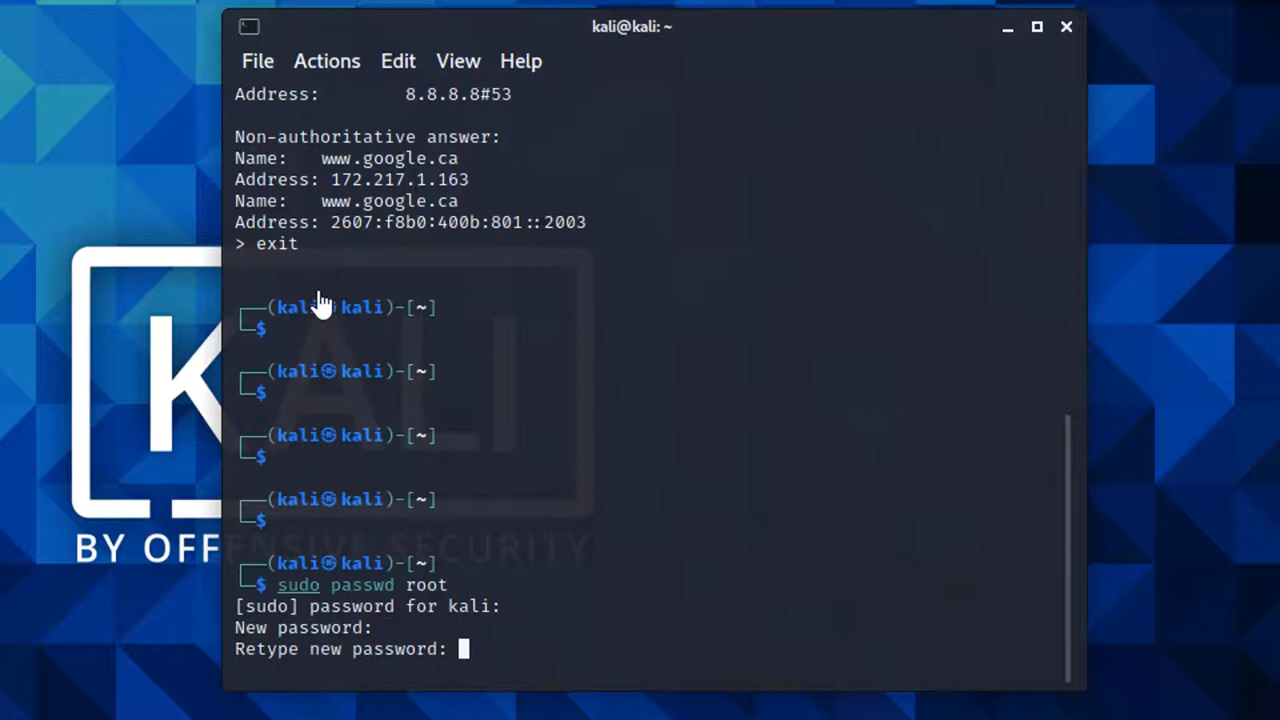 kali@kali: ~
File Actions Edit View Help
Address: 8.8.8.8#53
Non-authoritative answer:
Name: www.google.ca
Address: 172.217.1.163
Name: www.google.ca
Address: 2607:f8b0:400b:801::2003
> exit
┌──(kali㉿kali)-[~]
└─$
┌──(kali㉿kali)-[~]
└─$
┌──(kali㉿kali)-[~]
└─$
┌──(kali㉿kali)-[~]
└─$
┌──(kali㉿kali)-[~]
└─$ sudo passwd root
[sudo] password for kali:
New password:
Retype new password:
KALI
BY OFFENSIVE SECURITY